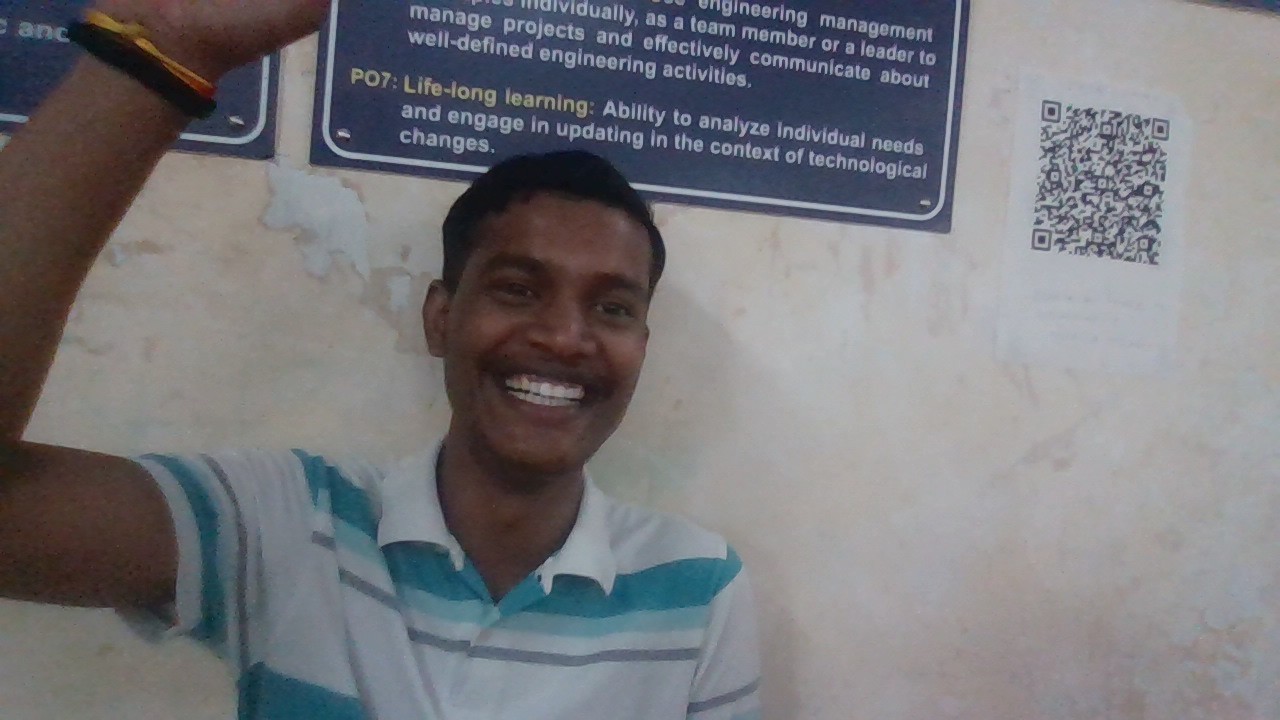 c and
engineering management
individually, as a team member or a leader to
manage projects and effectively communicate about
well-defined engineering activities.
PO7: Life-long learning: Ability to analyze individual needs
and engage in updating in the context of technological
changes.